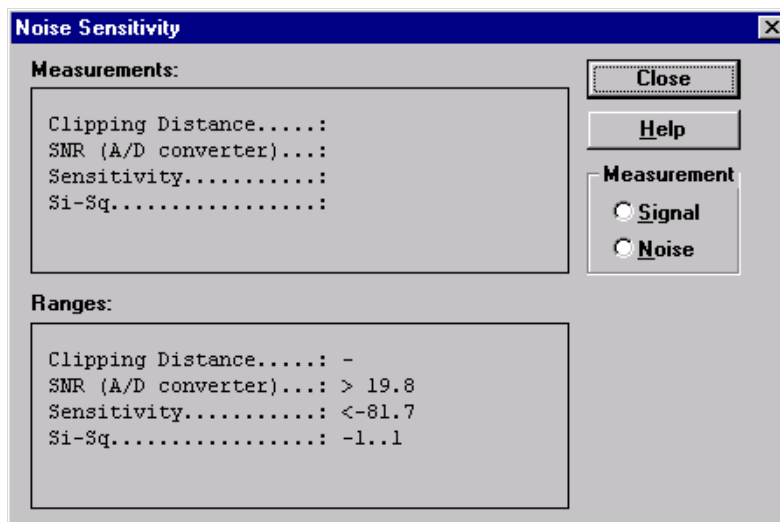 Noise Sensitivity
Measurements:
Clipping Distance.....:
SNR (A/D converter)...:
Sensitivity...........:
Si-Sq.................:
Close
Help
Measurement
Signal
Noise
Ranges:
Clipping Distance.....: -
SNR (A/D converter)...: > 19.8
Sensitivity...........: <-81.7
Si-Sq.................: -1..1